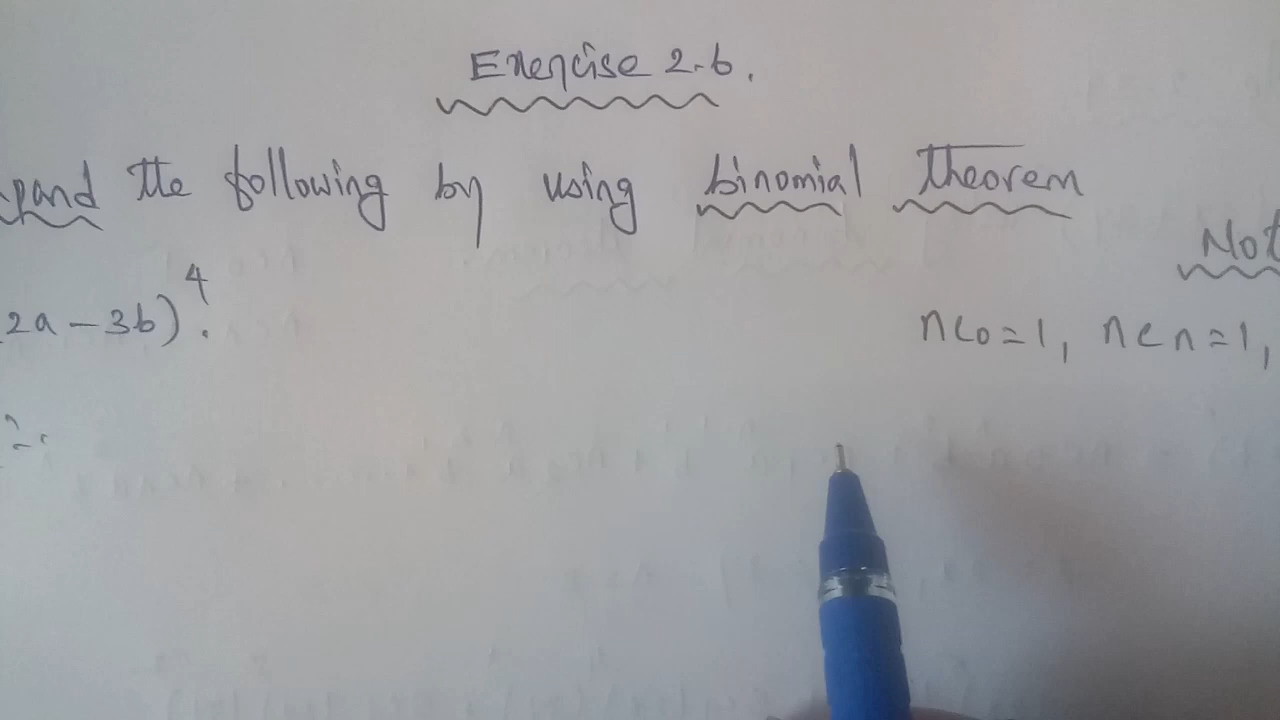 Exercise 2.6.
pand the following by using binomial theorem
Not
2a - 3b)⁴.
nC0 = 1, nCn = 1,